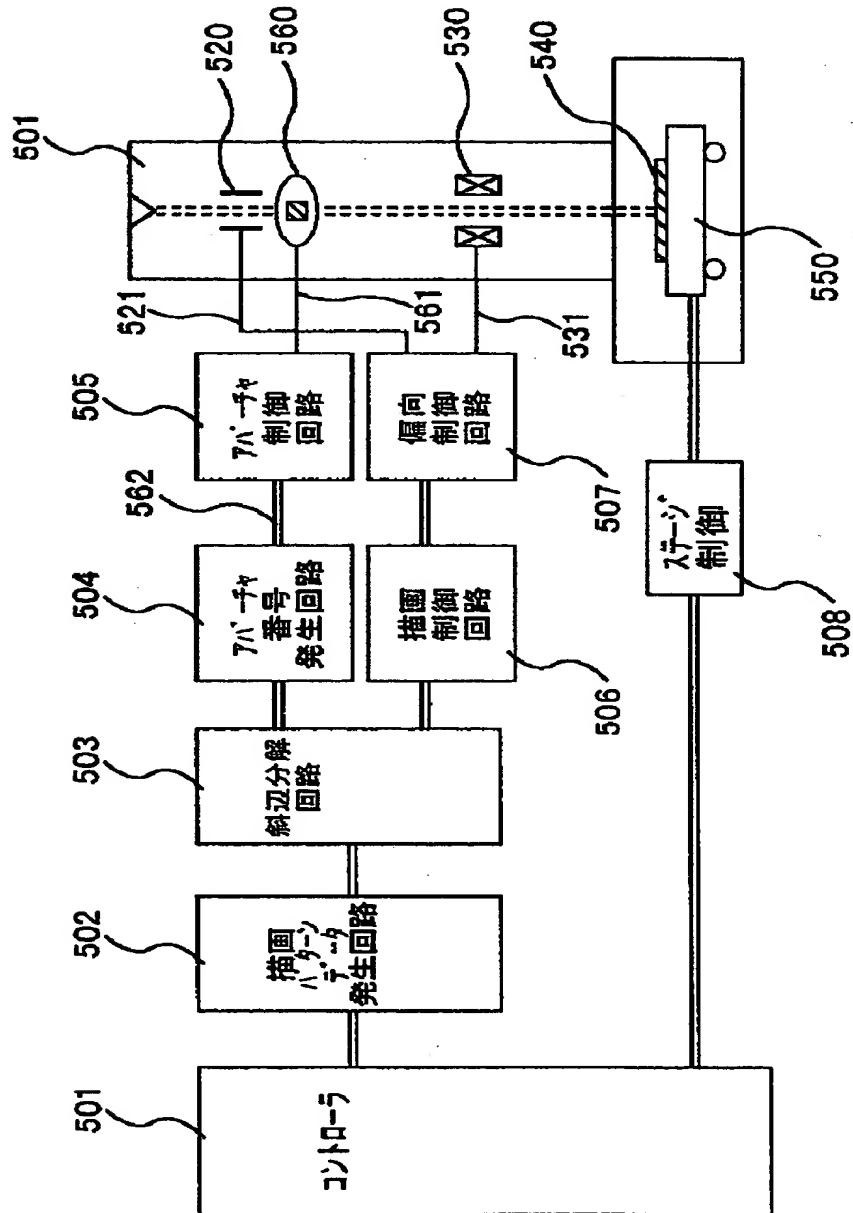 501
コントローラ
502
描画
パターン
データ
発生回路
503
斜辺分解
回路
504
アパーチャ
番号
発生回路
562
505
アパーチャ
制御
回路
506
描画
制御
回路
507
偏向
制御
回路
508
ステージ
制御
501
520
521
560
561
530
531
540
550